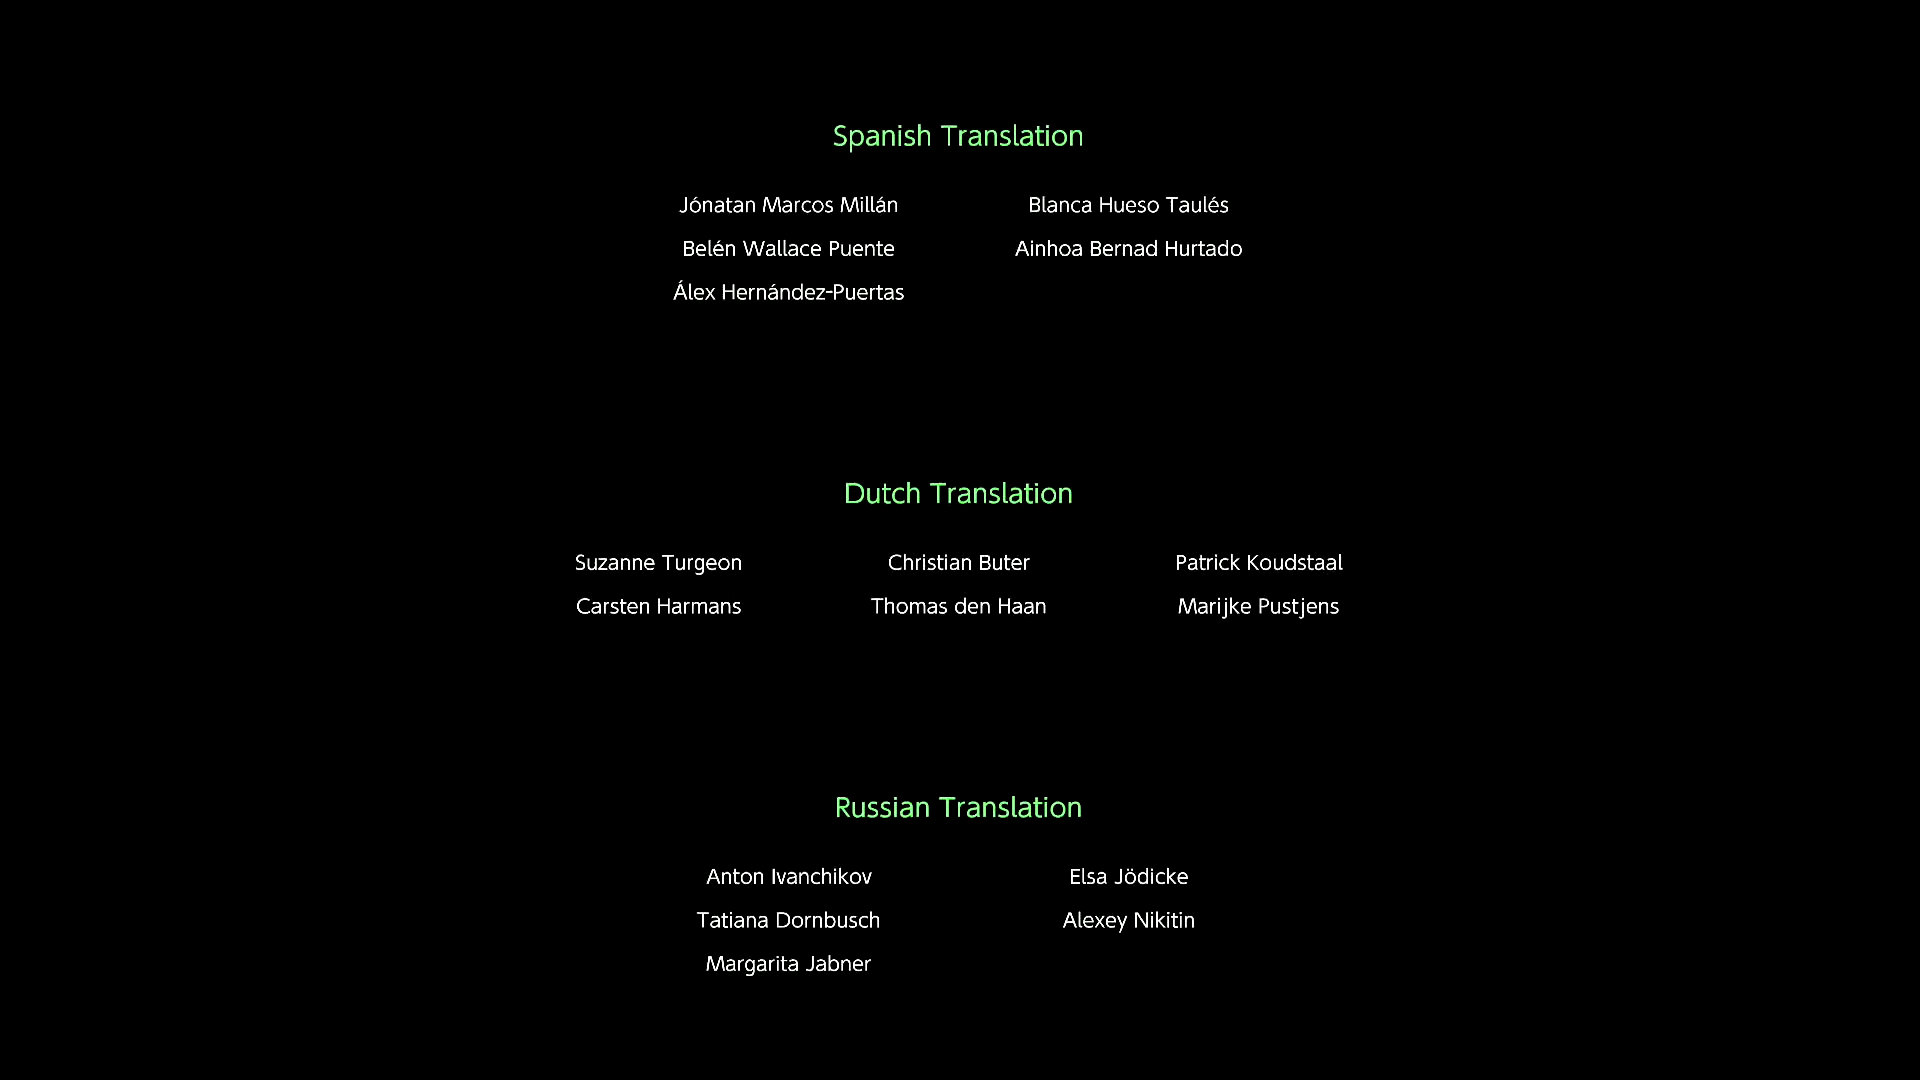 Spanish Translation
Jónatan Marcos Millán Blanca Hueso Taulés
Belén Wallace Puente Ainhoa Bernad Hurtado
Álex Hernández-Puertas
Dutch Translation
Suzanne Turgeon Christian Buter Patrick Koudstaal
Carsten Harmans Thomas den Haan Marijke Pustjens
Russian Translation
Anton Ivanchikov Elsa Jödicke
Tatiana Dornbusch Alexey Nikitin
Margarita Jabner